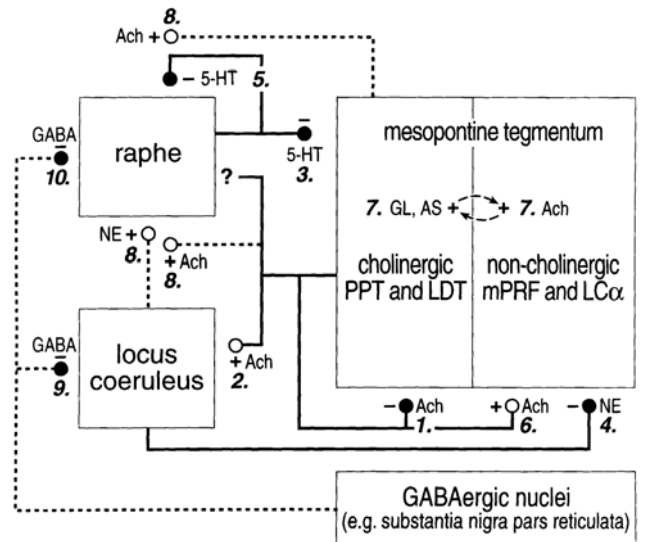 8.
Ach +
− 5-HT 5.
GABA
−
10.
raphe
−
5-HT
3.
?
mesopontine tegmentum
7. GL, AS +
+ 7. Ach
NE +
8.
+ Ach
8.
cholinergic
PPT and LDT
non-cholinergic
mPRF and LCα
GABA
−
9.
locus
coeruleus
+ Ach
2.
− Ach
1.
+ Ach
6.
− NE
4.
GABAergic nuclei
(e.g. substantia nigra pars reticulata)